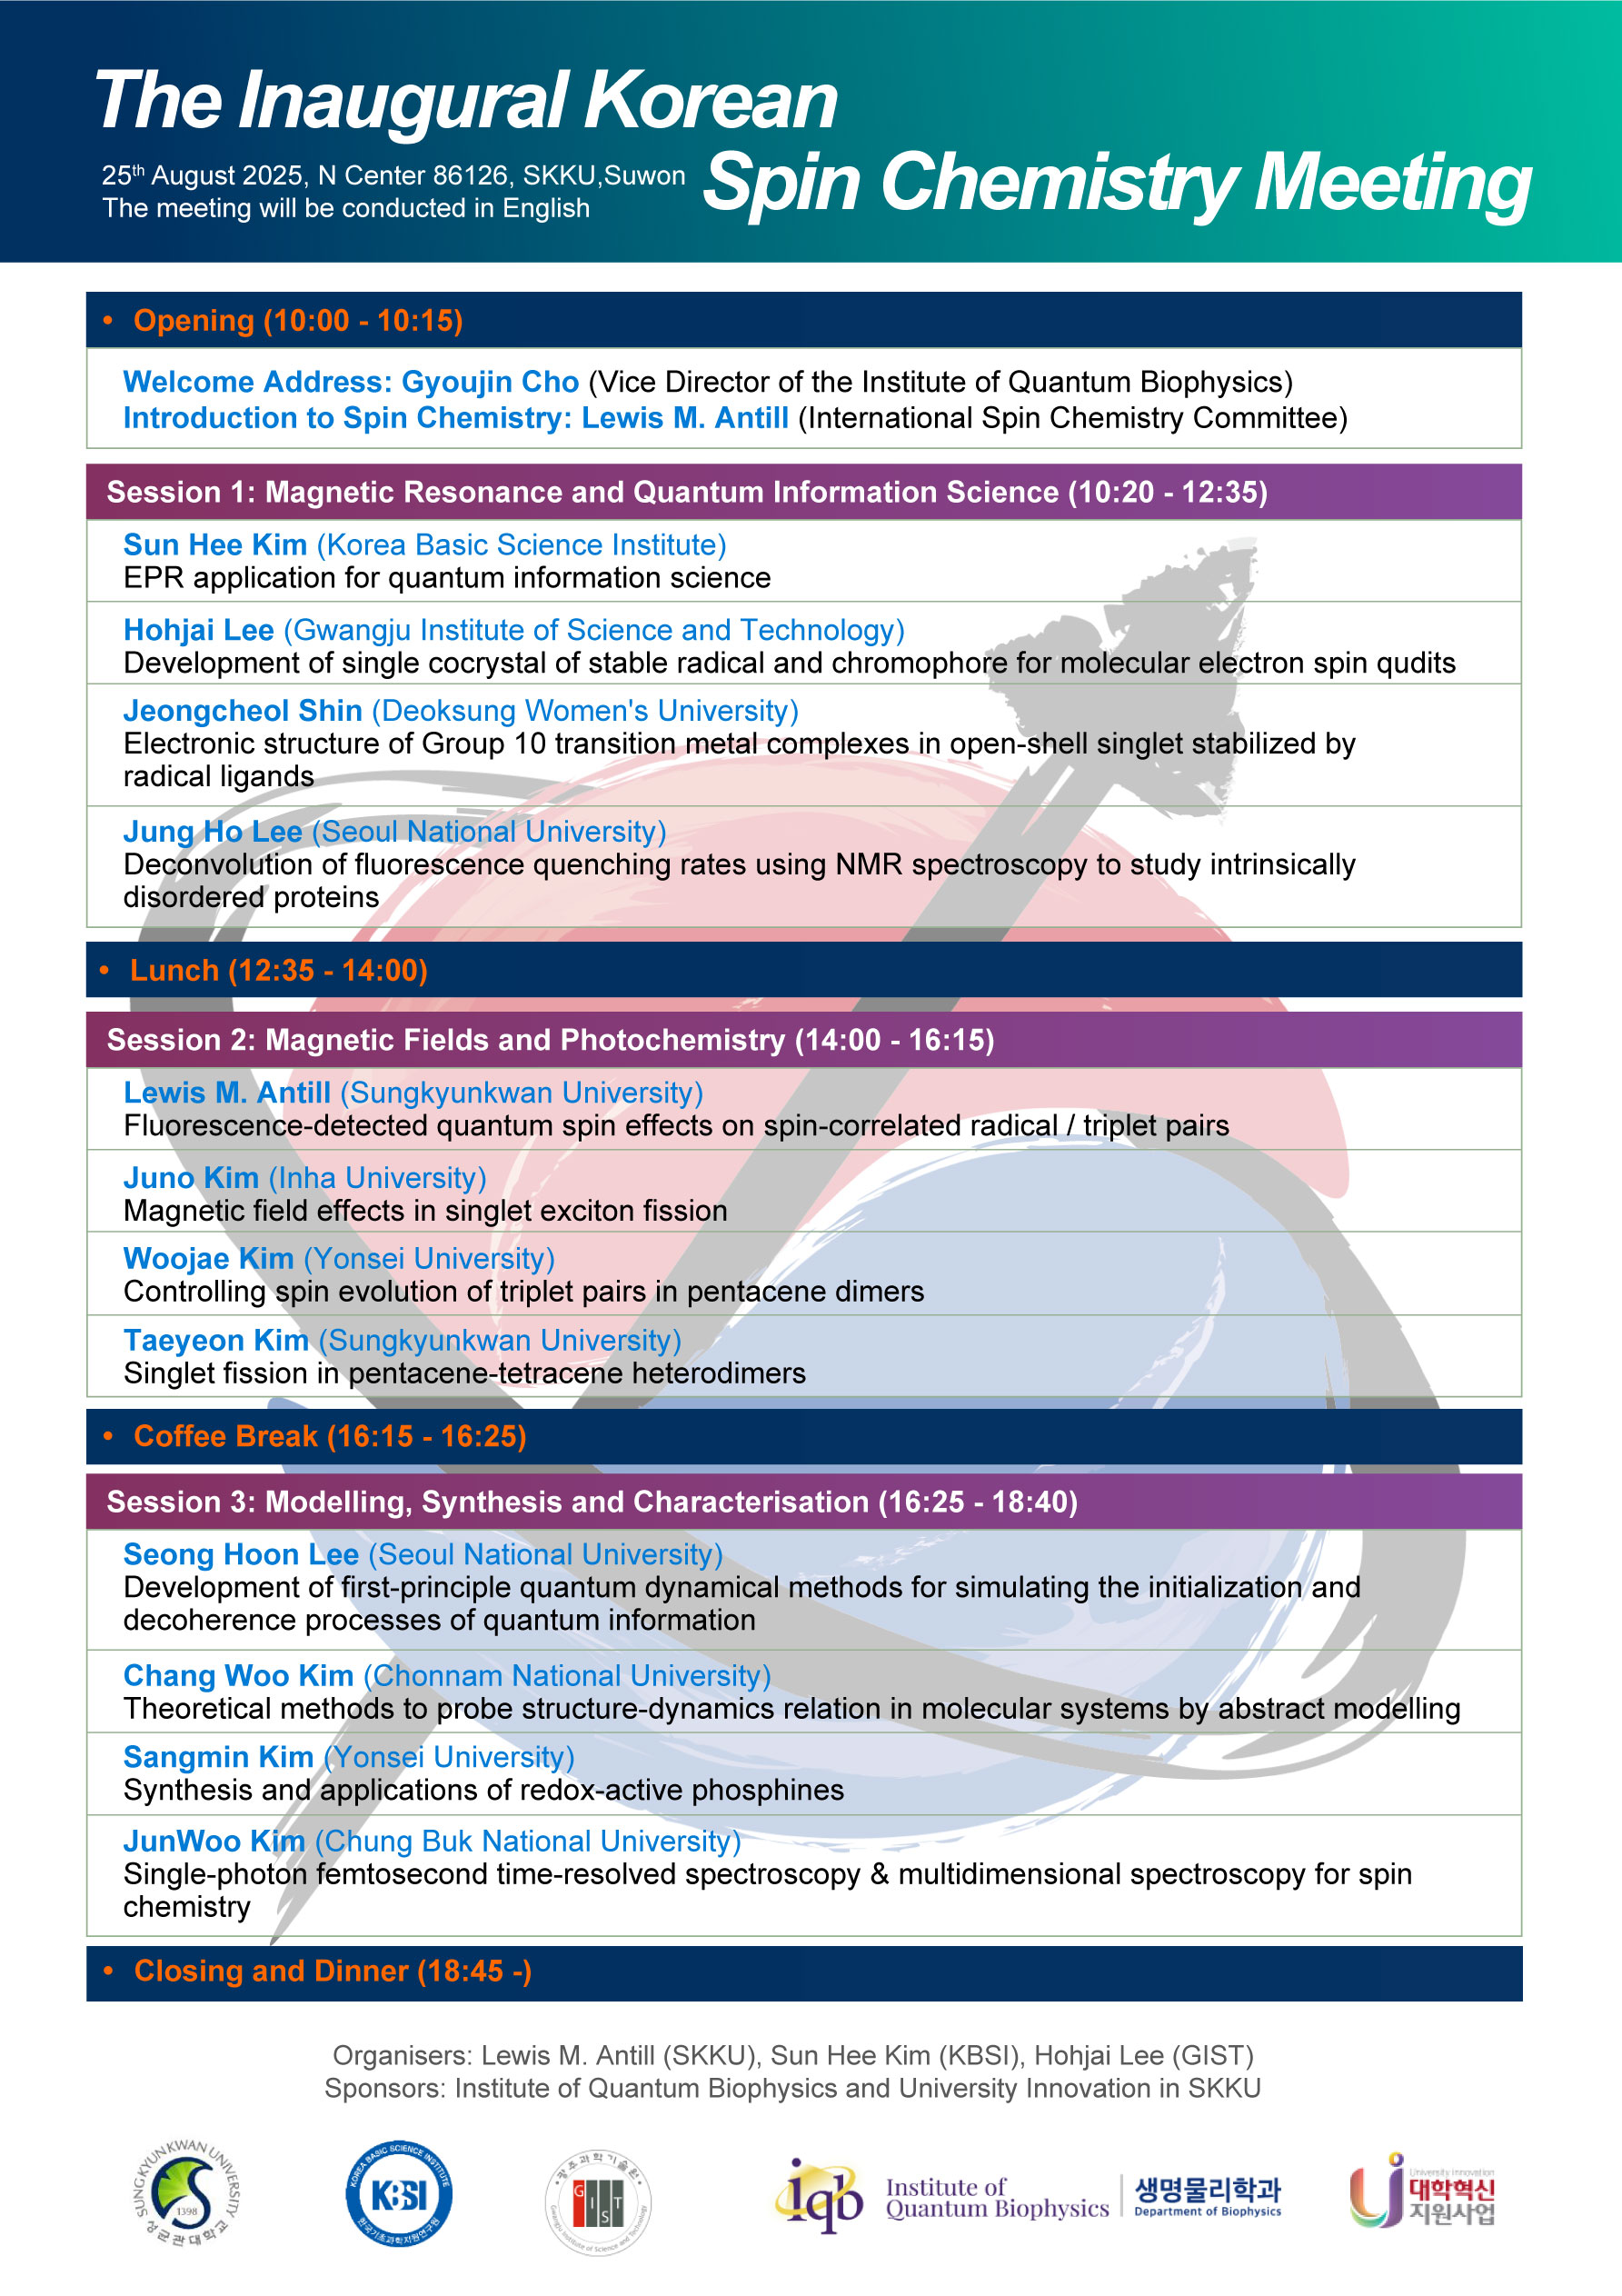 The Inaugural Korean
Spin Chemistry Meeting
25th August 2025, N Center 86126, SKKU,Suwon
The meeting will be conducted in English
• Opening (10:00 - 10:15)
Welcome Address: Gyoujin Cho (Vice Director of the Institute of Quantum Biophysics)
Introduction to Spin Chemistry: Lewis M. Antill (International Spin Chemistry Committee)
Session 1: Magnetic Resonance and Quantum Information Science (10:20 - 12:35)
Sun Hee Kim (Korea Basic Science Institute)
EPR application for quantum information science
Hohjai Lee (Gwangju Institute of Science and Technology)
Development of single cocrystal of stable radical and chromophore for molecular electron spin qudits
Jeongcheol Shin (Deoksung Women's University)
Electronic structure of Group 10 transition metal complexes in open-shell singlet stabilized by
radical ligands
Jung Ho Lee (Seoul National University)
Deconvolution of fluorescence quenching rates using NMR spectroscopy to study intrinsically
disordered proteins
• Lunch (12:35 - 14:00)
Session 2: Magnetic Fields and Photochemistry (14:00 - 16:15)
Lewis M. Antill (Sungkyunkwan University)
Fluorescence-detected quantum spin effects on spin-correlated radical / triplet pairs
Juno Kim (Inha University)
Magnetic field effects in singlet exciton fission
Woojae Kim (Yonsei University)
Controlling spin evolution of triplet pairs in pentacene dimers
Taeyeon Kim (Sungkyunkwan University)
Singlet fission in pentacene-tetracene heterodimers
• Coffee Break (16:15 - 16:25)
Session 3: Modelling, Synthesis and Characterisation (16:25 - 18:40)
Seong Hoon Lee (Seoul National University)
Development of first-principle quantum dynamical methods for simulating the initialization and
decoherence processes of quantum information
Chang Woo Kim (Chonnam National University)
Theoretical methods to probe structure-dynamics relation in molecular systems by abstract modelling
Sangmin Kim (Yonsei University)
Synthesis and applications of redox-active phosphines
JunWoo Kim (Chung Buk National University)
Single-photon femtosecond time-resolved spectroscopy & multidimensional spectroscopy for spin
chemistry
• Closing and Dinner (18:45 -)
Organisers: Lewis M. Antill (SKKU), Sun Hee Kim (KBSI), Hohjai Lee (GIST)
Sponsors: Institute of Quantum Biophysics and University Innovation in SKKU
SUNGKYUNKWAN UNIVERSITY
1398
성균관대학교
KOREA BASIC SCIENCE INSTITUTE
KBSI
한국기초과학지원연구원
광주과학기술원
GIST
Gwangju Institute of Science and Technology
iqb
Institute of
Quantum Biophysics
생명물리학과
Department of Biophysics
University Innovation
대학혁신
지원사업